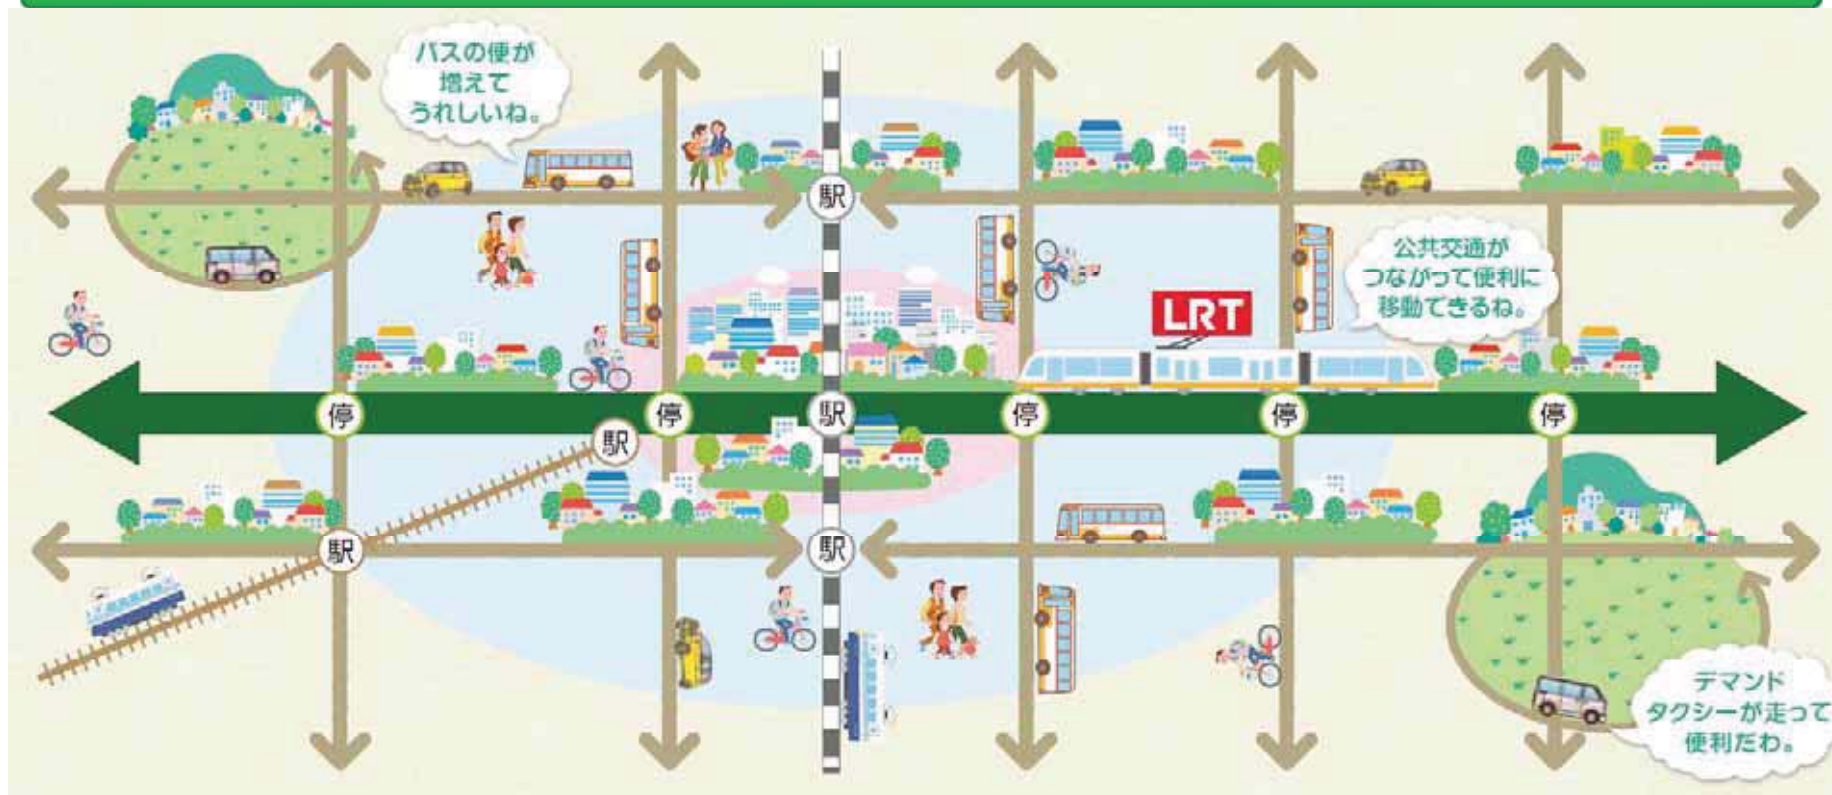 バスの便が
増えて
うれしいね。
駅
公共交通が
つながって便利に
移動できるね。
LRT
停
停
駅
停
停
停
駅
駅
駅
デマンド
タクシーが走って
便利だわ。